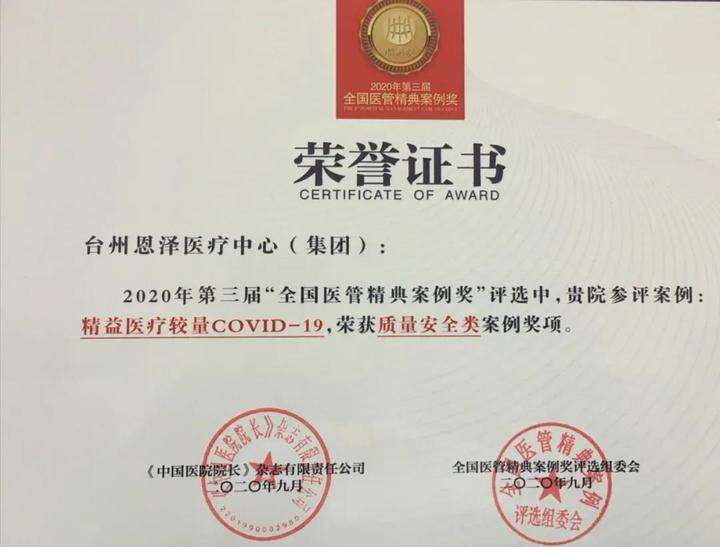 2020年第三届
全国医管精典案例奖
荣誉证书
CERTIFICATE OF AWARD
台州恩泽医疗中心（集团）：
2020年第三届“全国医管精典案例奖”评选中，贵院参评案例：
精益医疗较量COVID-19，荣获质量安全类案例奖项。
《中国医院院长》杂志有限责任公司
二〇二〇年九月
全国医管精典案例奖评选组委会
二〇二〇年九月
评选组委会